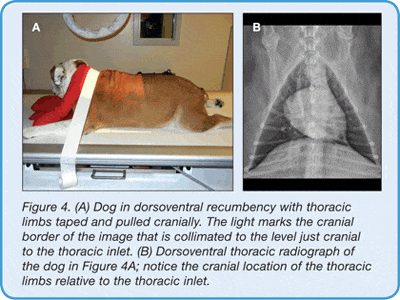 A
B
Figure 4. (A) Dog in dorsoventral recumbency with thoracic
limbs taped and pulled cranially. The light marks the cranial
border of the image that is collimated to the level just cranial
to the thoracic inlet. (B) Dorsoventral thoracic radiograph of
the dog in Figure 4A; notice the cranial location of the thoracic
limbs relative to the thoracic inlet.